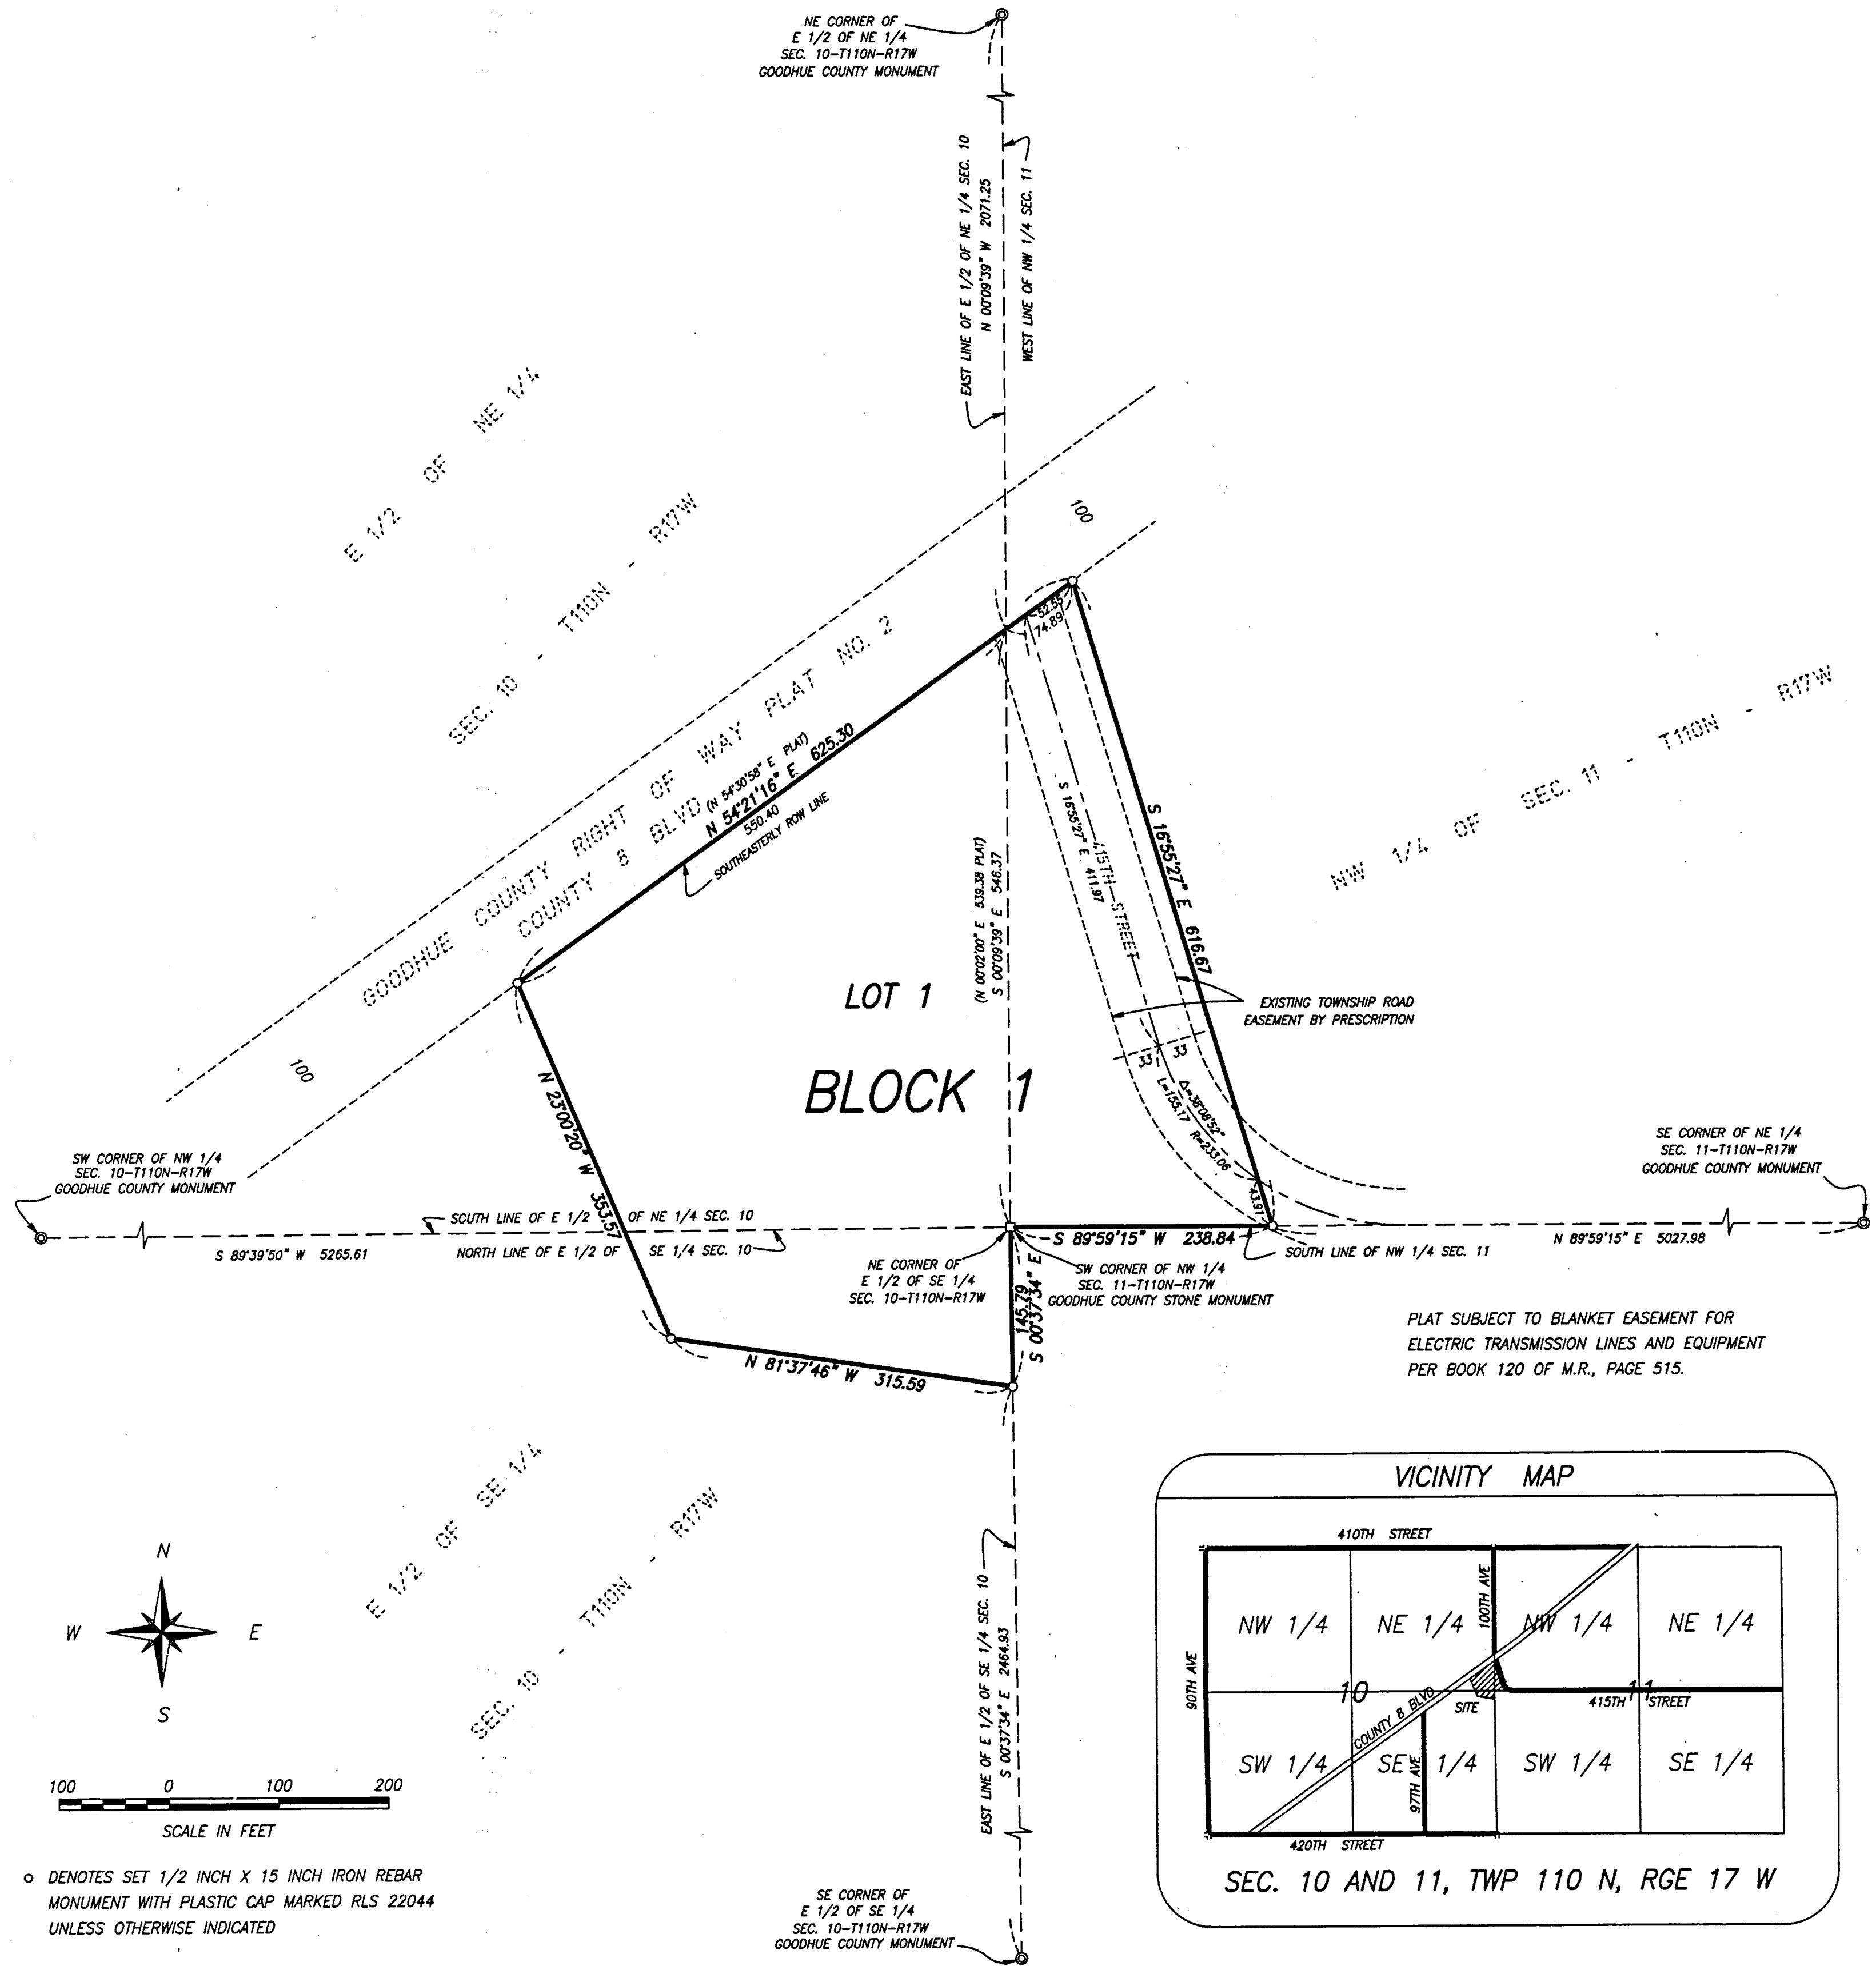 NE CORNER OF
E 1/2 OF NE 1/4
SEC. 10-T110N-R17W
GOODHUE COUNTY MONUMENT
EAST LINE OF E 1/2 OF NE 1/4 SEC. 10
N 00°09'39" W 2071.25
WEST LINE OF NW 1/4 SEC. 11
E 1/2 OF NE 1/4
SEC. 10 - T110N - R17W
100
52.55
74.89
GOODHUE COUNTY RIGHT OF WAY PLAT NO. 2
COUNTY 8 BLVD
(N 54°30'58" E PLAT)
N 54°21'16" E 625.30
550.40
SOUTHEASTERLY ROW LINE
NW 1/4 OF SEC. 11 - T110N - R17W
(N 00°02'00" E 539.38 PLAT)
S 00°09'39" E 546.37
S 16°55'27" E 411.97
415TH STREET
S 16°55'27" E 616.67
LOT 1
BLOCK 1
EXISTING TOWNSHIP ROAD
EASEMENT BY PRESCRIPTION
33 33
Δ=38°08'52"
L=155.17 R=233.06
43.91
100
N 23°00'20" W 353.57
SW CORNER OF NW 1/4
SEC. 10-T110N-R17W
GOODHUE COUNTY MONUMENT
SE CORNER OF NE 1/4
SEC. 11-T110N-R17W
GOODHUE COUNTY MONUMENT
SOUTH LINE OF E 1/2 OF NE 1/4 SEC. 10
S 89°39'50" W 5265.61
NORTH LINE OF E 1/2 OF SE 1/4 SEC. 10
S 89°59'15" W 238.84
SOUTH LINE OF NW 1/4 SEC. 11
N 89°59'15" E 5027.98
NE CORNER OF
E 1/2 OF SE 1/4
SEC. 10-T110N-R17W
SW CORNER OF NW 1/4
SEC. 11-T110N-R17W
GOODHUE COUNTY STONE MONUMENT
145.79
S 00°37'34" E
N 81°37'46" W 315.59
PLAT SUBJECT TO BLANKET EASEMENT FOR
ELECTRIC TRANSMISSION LINES AND EQUIPMENT
PER BOOK 120 OF M.R., PAGE 515.
E 1/2 OF SE 1/4
SEC. 10 - T110N - R17W
EAST LINE OF E 1/2 OF SE 1/4 SEC. 10
S 00°37'34" E 2464.93
N
W E
S
100 0 100 200
SCALE IN FEET
DENOTES SET 1/2 INCH X 15 INCH IRON REBAR
MONUMENT WITH PLASTIC CAP MARKED RLS 22044
UNLESS OTHERWISE INDICATED
SE CORNER OF
E 1/2 OF SE 1/4
SEC. 10-T110N-R17W
GOODHUE COUNTY MONUMENT
VICINITY MAP
410TH STREET
100TH AVE
NW 1/4 NE 1/4 NW 1/4 NE 1/4
90TH AVE
10 11
COUNTY 8 BLVD
SITE
415TH STREET
SW 1/4 SE 1/4 SW 1/4 SE 1/4
97TH AVE
420TH STREET
SEC. 10 AND 11, TWP 110 N, RGE 17 W